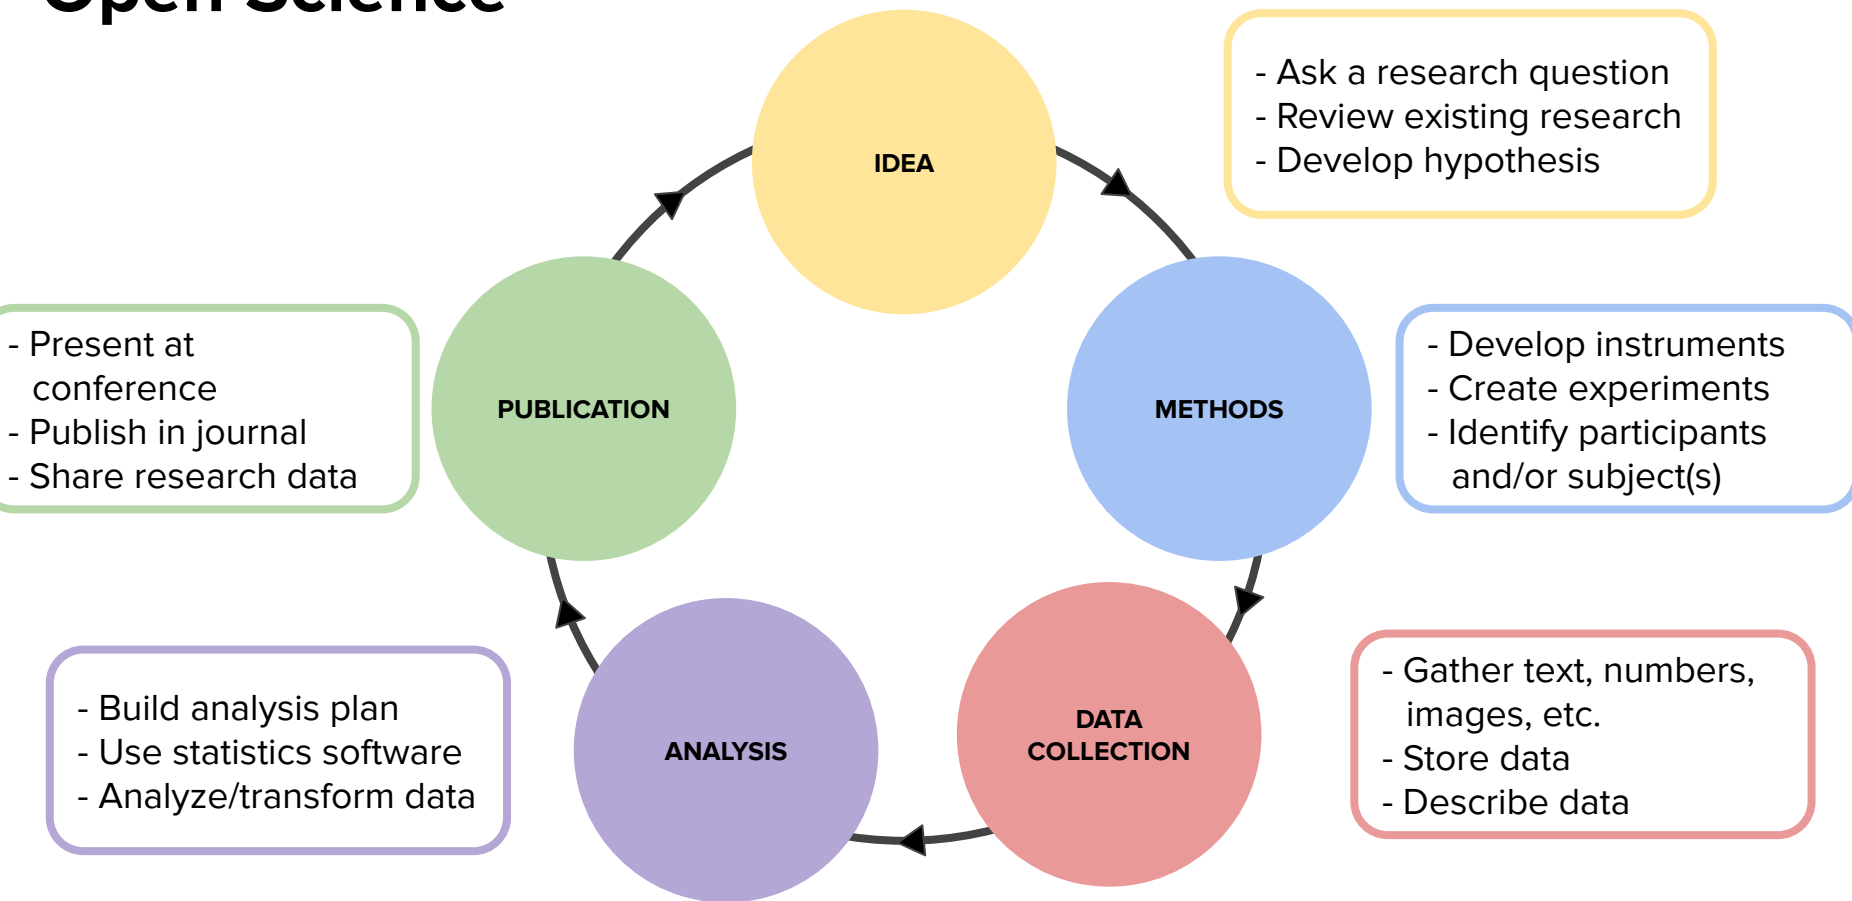 Open Science
IDEA
- Ask a research question
- Review existing research
- Develop hypothesis
METHODS
- Develop instruments
- Create experiments
- Identify participants
and/or subject(s)
DATA
COLLECTION
- Gather text, numbers,
images, etc.
- Store data
- Describe data
ANALYSIS
- Build analysis plan
- Use statistics software
- Analyze/transform data
PUBLICATION
- Present at
conference
- Publish in journal
- Share research data